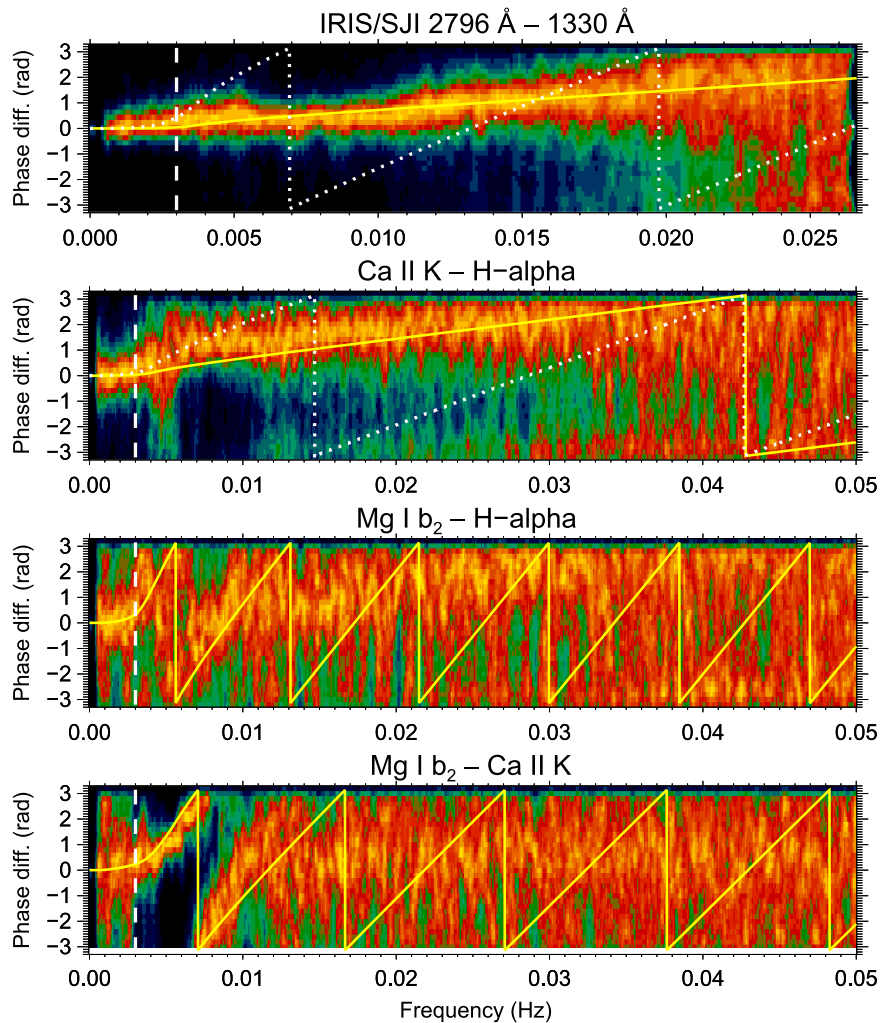 IRIS/SJI 2796 Å – 1330 Å
Phase diff. (rad)
3
2
1
0
−1
−2
−3
0.000 0.005 0.010 0.015 0.020 0.025
Ca II K – H−alpha
Phase diff. (rad)
3
2
1
0
−1
−2
−3
0.00 0.01 0.02 0.03 0.04 0.05
Mg I b₂ – H−alpha
Phase diff. (rad)
3
2
1
0
−1
−2
−3
0.00 0.01 0.02 0.03 0.04 0.05
Mg I b₂ – Ca II K
Phase diff. (rad)
3
2
1
0
−1
−2
−3
0.00 0.01 0.02 0.03 0.04 0.05
Frequency (Hz)